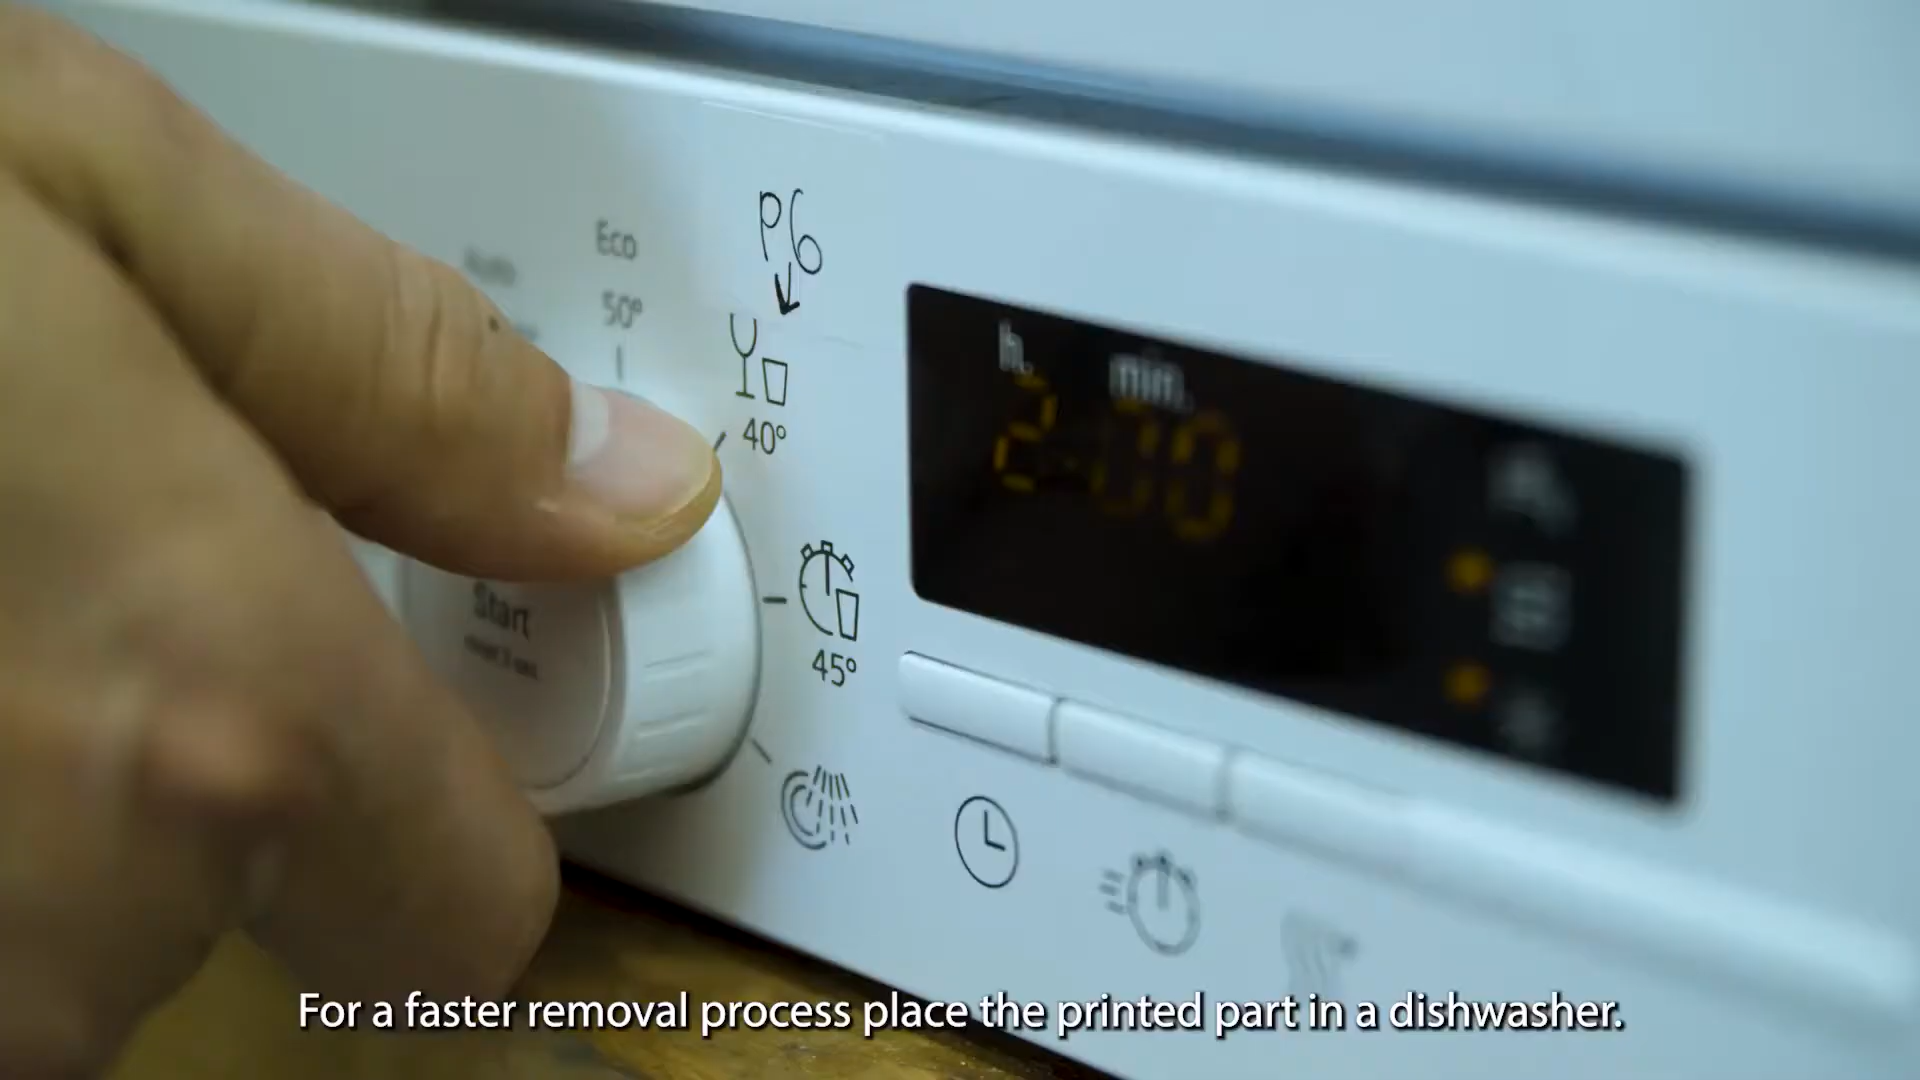 P6
Eco
50°
40°
45°
Start
h.
min.
2:00
For a faster removal process place the printed part in a dishwasher.